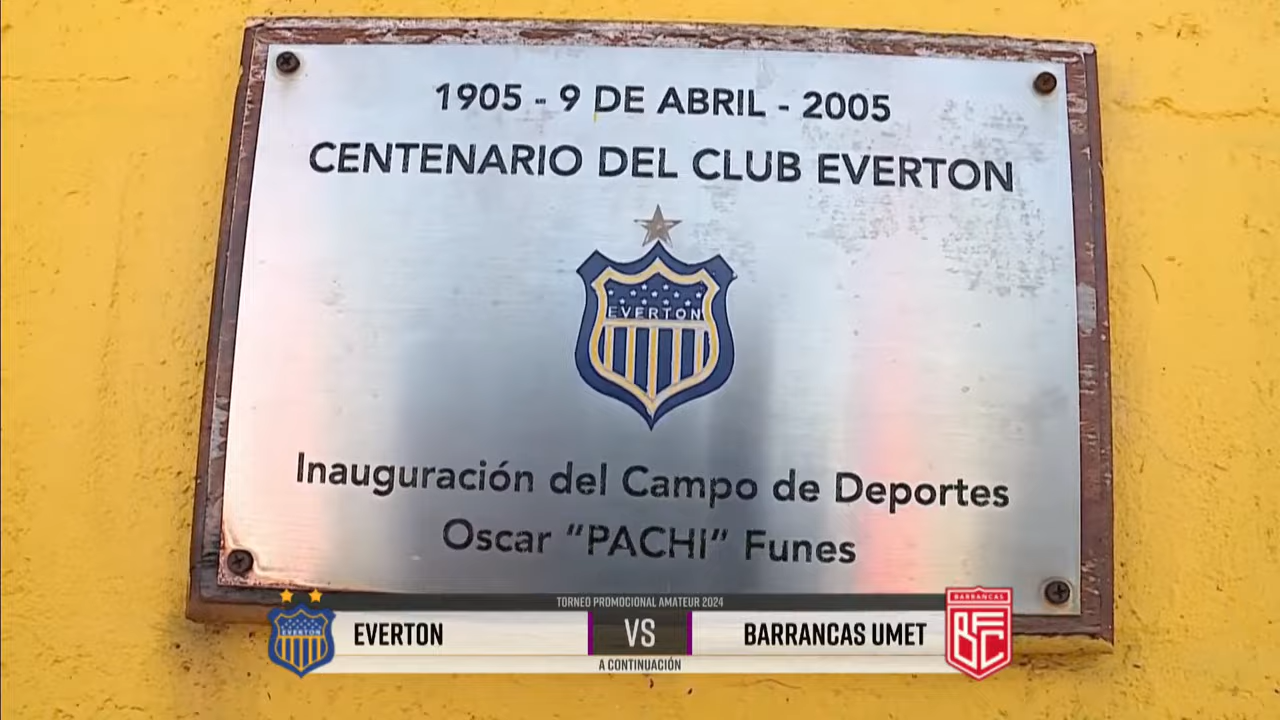 1905 - 9 DE ABRIL - 2005
CENTENARIO DEL CLUB EVERTON
EVERTON
Inauguración del Campo de Deportes
Oscar “PACHI” Funes
TORNEO PROMOCIONAL AMATEUR 2024
EVERTON
EVERTON
VS
BARRANCAS UMET
BARRANCAS
BFC
A CONTINUACIÓN